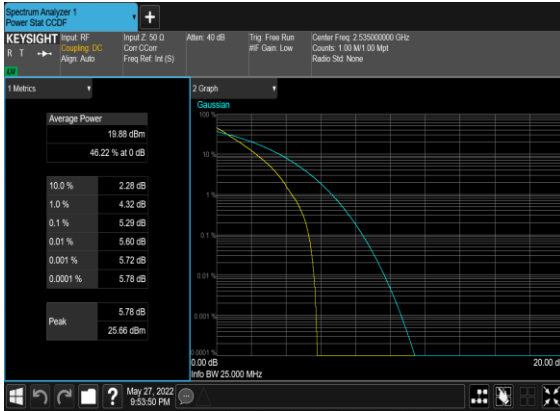 Spectrum Analyzer 1
Power Stat CCDF
KEYSIGHT
R T
Input: RF
Coupling: DC
Align: Auto
Input Z: 50 Ω
Corr CCorr
Freq Ref: Int (S)
Atten: 40 dB
Trig: Free Run
#IF Gain: Low
Center Freq: 2.535000000 GHz
Counts: 1.00 M/1.00 Mpt
Radio Std: None
1 Metrics
Average Power
19.88 dBm
46.22 % at 0 dB
10.0 % 2.28 dB
1.0 % 4.32 dB
0.1 % 5.29 dB
0.01 % 5.60 dB
0.001 % 5.72 dB
0.0001 % 5.78 dB
Peak
5.78 dB
25.66 dBm
2 Graph
Gaussian
100 %
10 %
1 %
0.1 %
0.01 %
0.001 %
0.0001 %
0.00 dB
20.00 d
Info BW 25.000 MHz
?
May 27, 2022
9:53:50 PM